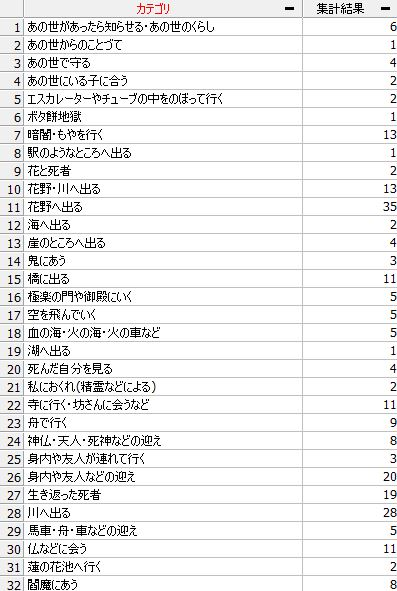 カテゴリ 集計結果
1 あの世があったら知らせる・あの世のくらし 6
2 あの世からのことづて 1
3 あの世で守る 4
4 あの世にいる子に会う 2
5 エスカレーターやチューブの中をのぼって行く 2
6 ボタ餅地獄 1
7 暗闇・もやを行く 13
8 駅のようなところへ出る 1
9 花と死者 2
10 花野・川へ出る 13
11 花野へ出る 35
12 海へ出る 2
13 崖のところへ出る 4
14 鬼にあう 3
15 橋に出る 11
16 極楽の門や御殿にいく 5
17 空を飛んでいく 5
18 血の海・火の海・火の車など 5
19 湖へ出る 1
20 死んだ自分を見る 4
21 私におくれ(精霊などによる) 2
22 寺に行く・坊さんに会うなど 11
23 舟で行く 9
24 神仏・天人・死神などの迎え 8
25 身内や友人が連れて行く 3
26 身内や友人などの迎え 20
27 生き返った死者 19
28 川へ出る 28
29 馬車・舟・車などの迎え 5
30 仏などに会う 11
31 蓮の花池へ行く 2
32 閻魔にあう 8